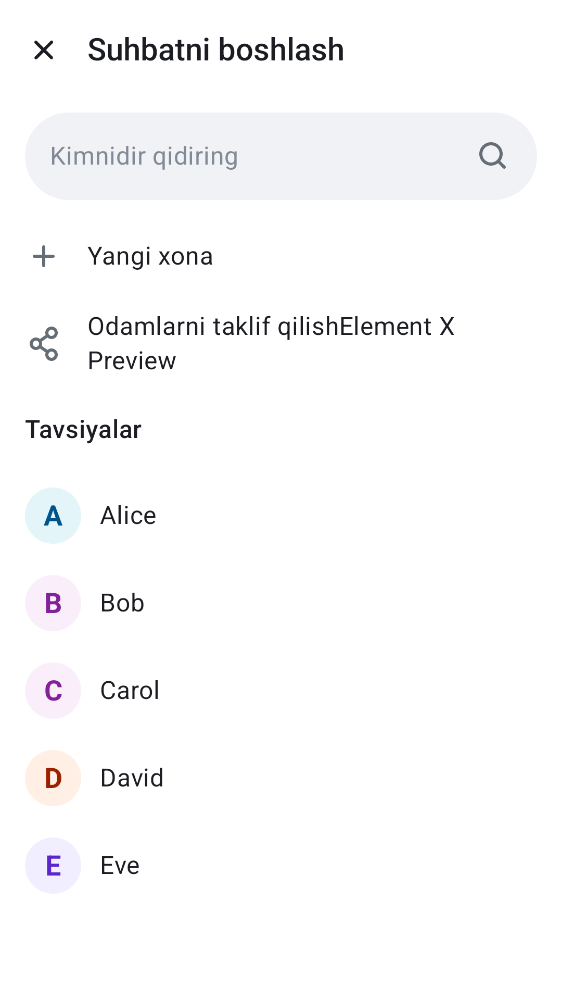 Suhbatni boshlash
Kimnidir qidiring
Yangi xona
Odamlarni taklif qilishElement X
Preview
Tavsiyalar
A Alice
B Bob
C Carol
D David
E Eve